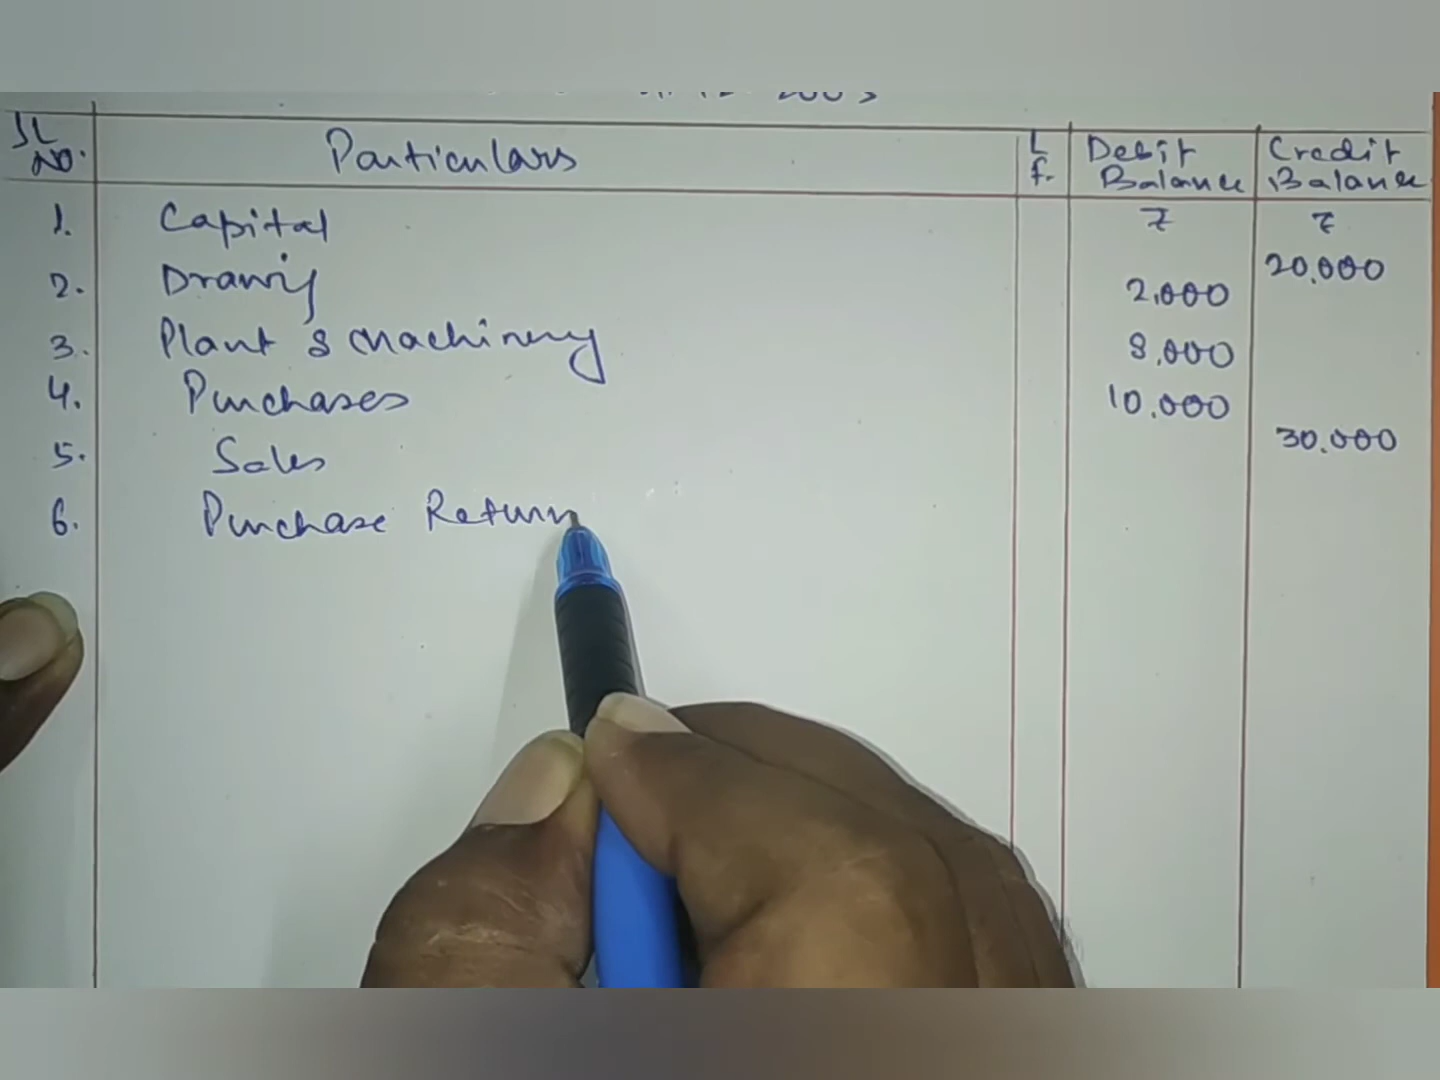 SL No. Particulars L f. Debit Balance Credit Balance
₹ ₹
1. Capital 20,000
2. Drawing 2,000
3. Plant & Machinery 8,000
4. Purchases 10,000
5. Sales 30,000
6. Purchase Return